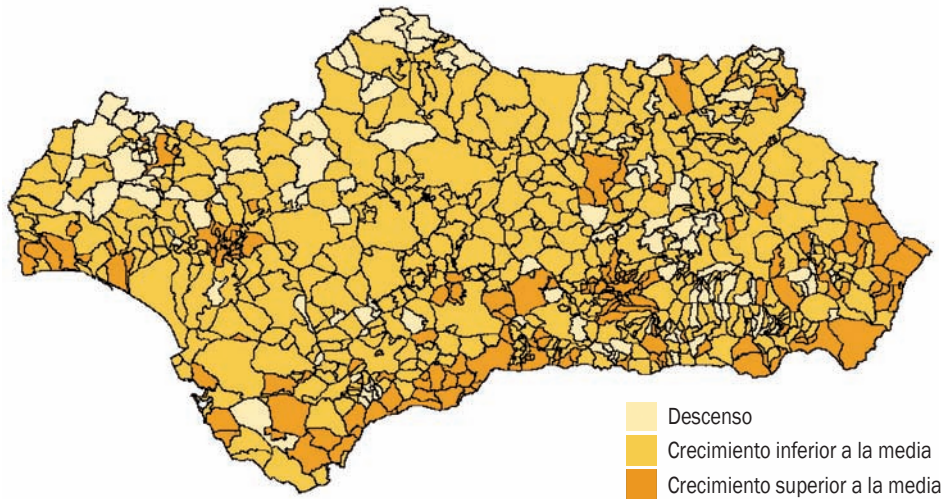 Descenso
Crecimiento inferior a la media
Crecimiento superior a la media